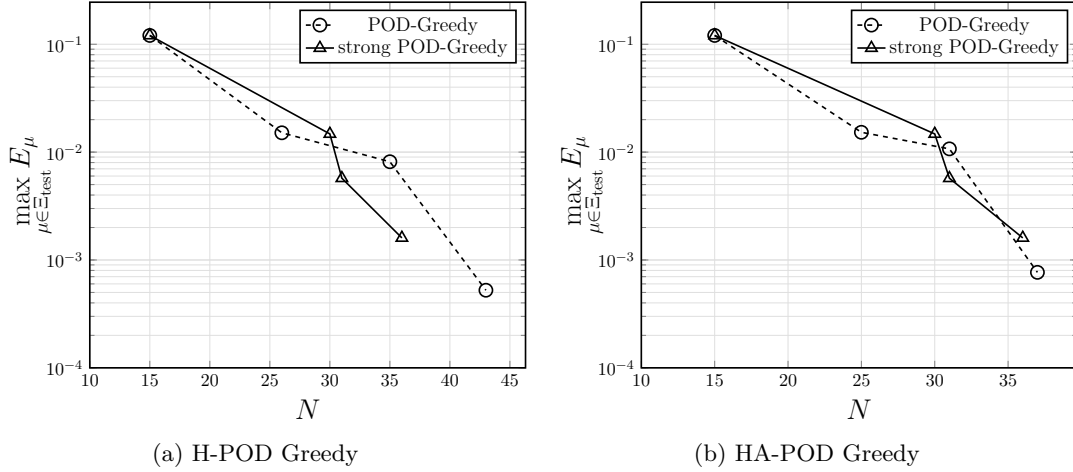 POD-Greedy
strong POD-Greedy
10⁻¹
10⁻²
10⁻³
10⁻⁴
max E_μ
μ∈Ξ_test
10 15 20 25 30 35 40 45
N
(a) H-POD Greedy
POD-Greedy
strong POD-Greedy
10⁻¹
10⁻²
10⁻³
10⁻⁴
max E_μ
μ∈Ξ_test
10 15 20 25 30 35
N
(b) HA-POD Greedy